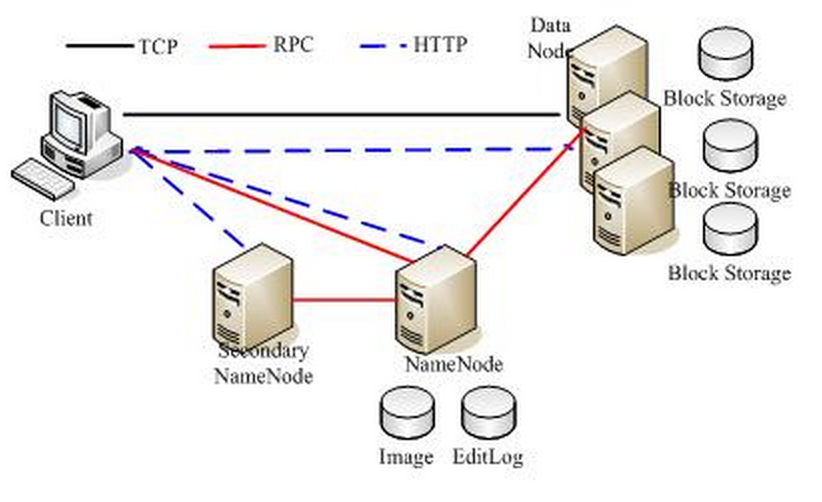 TCP
RPC
HTTP
Data
Node
Block Storage
Block Storage
Block Storage
Client
Secondary
NameNode
NameNode
Image
EditLog